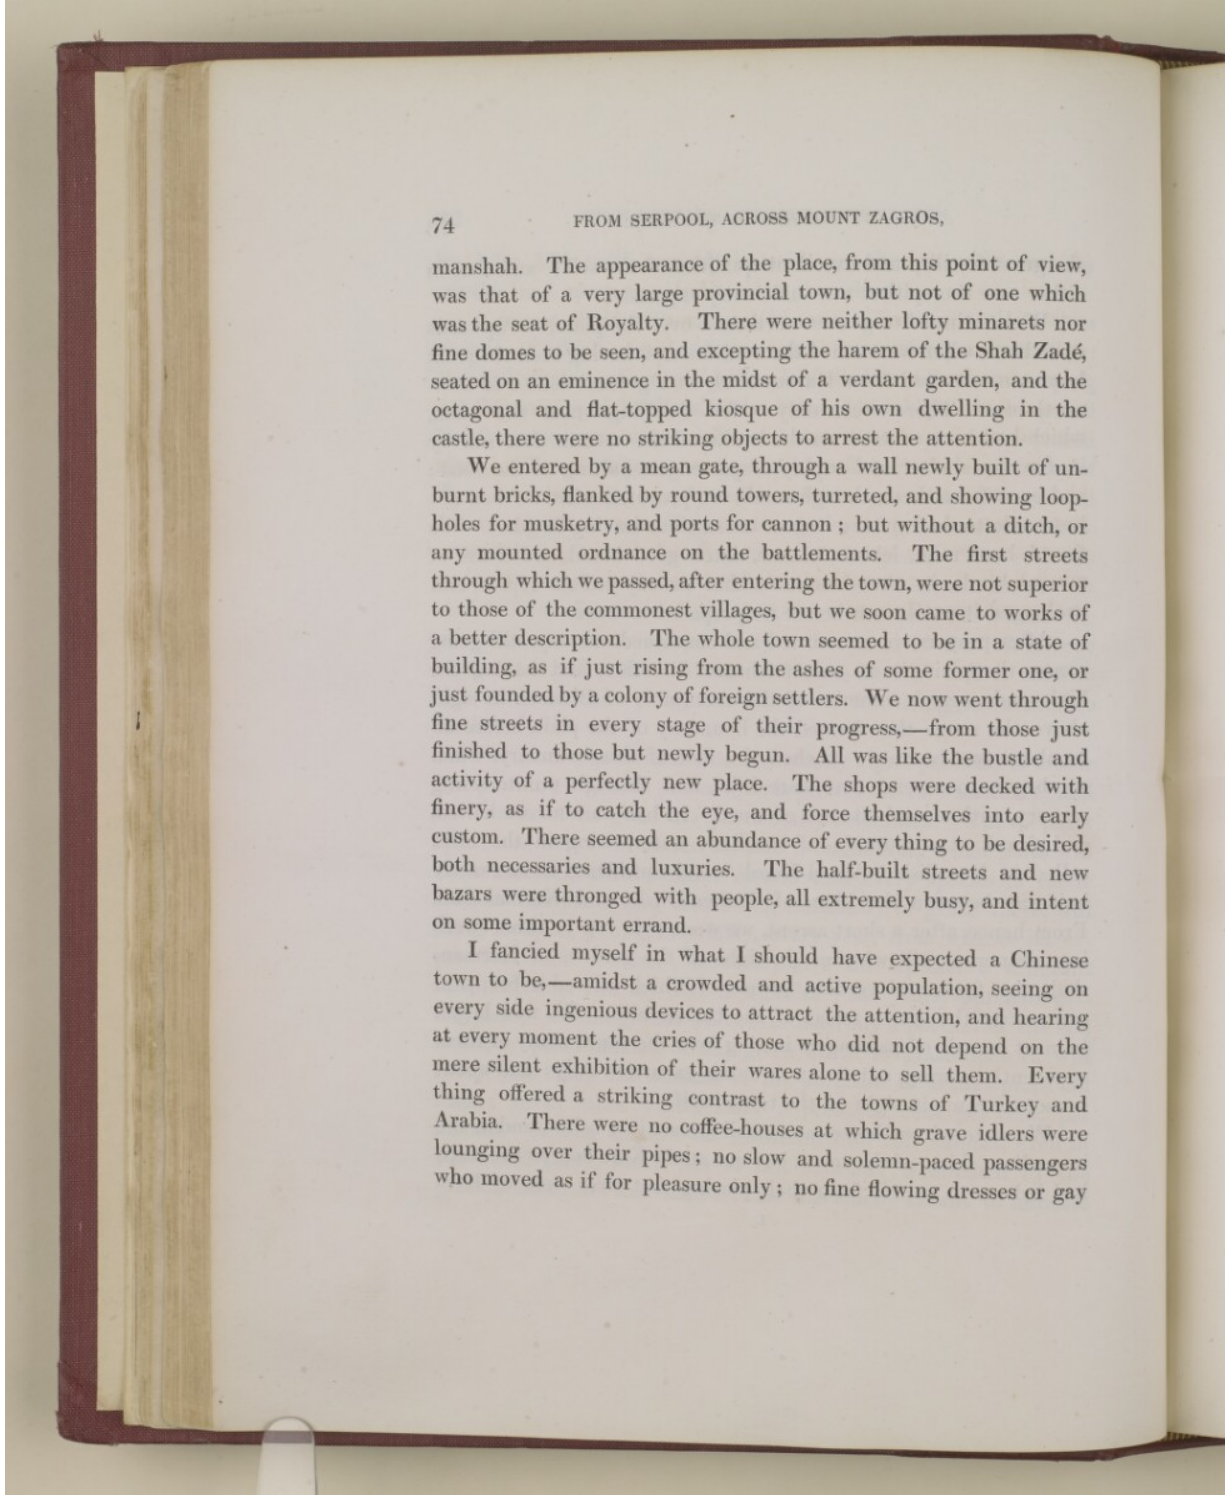 74 FROM SERPOOL, ACROSS MOUNT ZAGROS,
manshah. The appearance of the place, from this point of view,
was that of a very large provincial town, but not of one which
was the seat of Royalty. There were neither lofty minarets nor
fine domes to be seen, and excepting the harem of the Shah Zadé,
seated on an eminence in the midst of a verdant garden, and the
octagonal and flat-topped kiosque of his own dwelling in the
castle, there were no striking objects to arrest the attention.
We entered by a mean gate, through a wall newly built of un-
burnt bricks, flanked by round towers, turreted, and showing loop-
holes for musketry, and ports for cannon ; but without a ditch, or
any mounted ordnance on the battlements. The first streets
through which we passed, after entering the town, were not superior
to those of the commonest villages, but we soon came to works of
a better description. The whole town seemed to be in a state of
building, as if just rising from the ashes of some former one, or
just founded by a colony of foreign settlers. We now went through
fine streets in every stage of their progress,—from those just
finished to those but newly begun. All was like the bustle and
activity of a perfectly new place. The shops were decked with
finery, as if to catch the eye, and force themselves into early
custom. There seemed an abundance of every thing to be desired,
both necessaries and luxuries. The half-built streets and new
bazars were thronged with people, all extremely busy, and intent
on some important errand.
I fancied myself in what I should have expected a Chinese
town to be,—amidst a crowded and active population, seeing on
every side ingenious devices to attract the attention, and hearing
at every moment the cries of those who did not depend on the
mere silent exhibition of their wares alone to sell them. Every
thing offered a striking contrast to the towns of Turkey and
Arabia. There were no coffee-houses at which grave idlers were
lounging over their pipes ; no slow and solemn-paced passengers
who moved as if for pleasure only ; no fine flowing dresses or gay